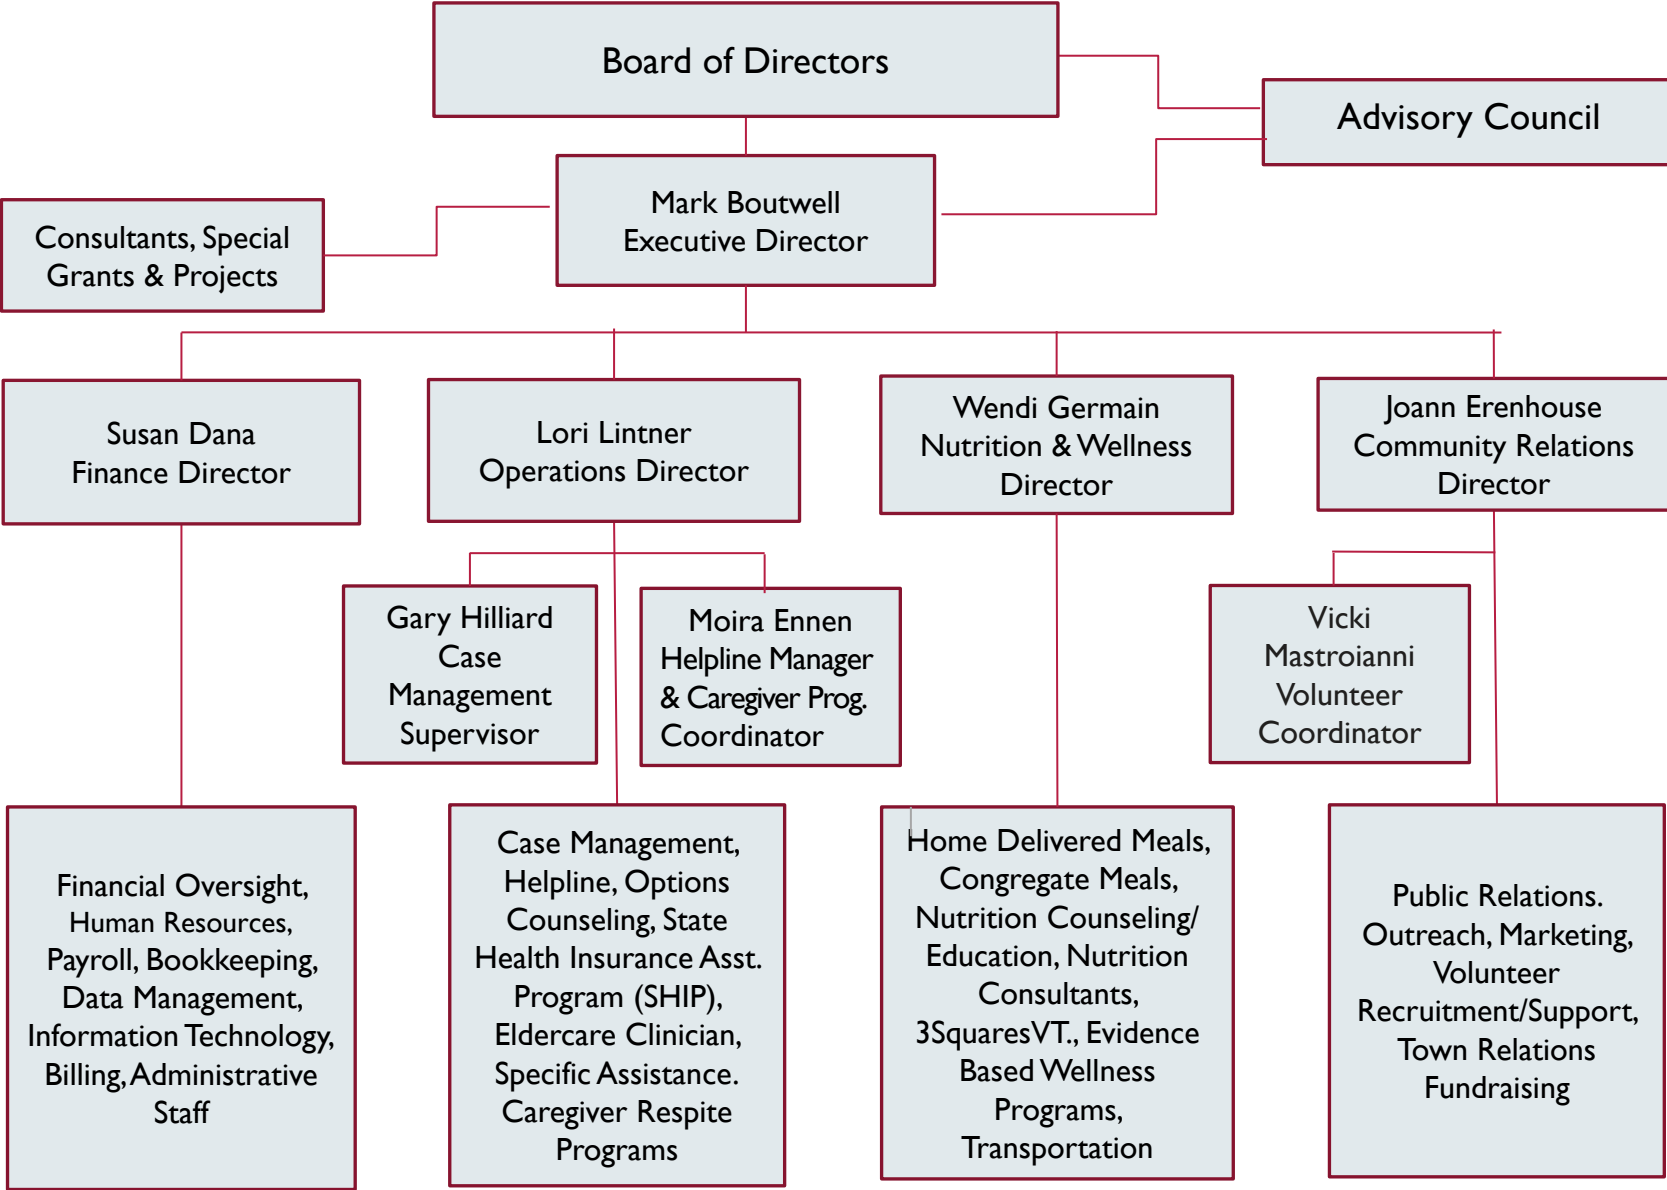 Board of Directors
Advisory Council
Mark Boutwell
Executive Director
Consultants, Special
Grants & Projects
Susan Dana
Finance Director
Lori Lintner
Operations Director
Wendi Germain
Nutrition & Wellness
Director
Joann Erenhouse
Community Relations
Director
Gary Hilliard
Case
Management
Supervisor
Moira Ennen
Helpline Manager
& Caregiver Prog.
Coordinator
Vicki
Mastroianni
Volunteer
Coordinator
Financial Oversight,
Human Resources,
Payroll, Bookkeeping,
Data Management,
Information Technology,
Billing, Administrative
Staff
Case Management,
Helpline, Options
Counseling, State
Health Insurance Asst.
Program (SHIP),
Eldercare Clinician,
Specific Assistance.
Caregiver Respite
Programs
Home Delivered Meals,
Congregate Meals,
Nutrition Counseling/
Education, Nutrition
Consultants,
3SquaresVT., Evidence
Based Wellness
Programs,
Transportation
Public Relations.
Outreach, Marketing,
Volunteer
Recruitment/Support,
Town Relations
Fundraising